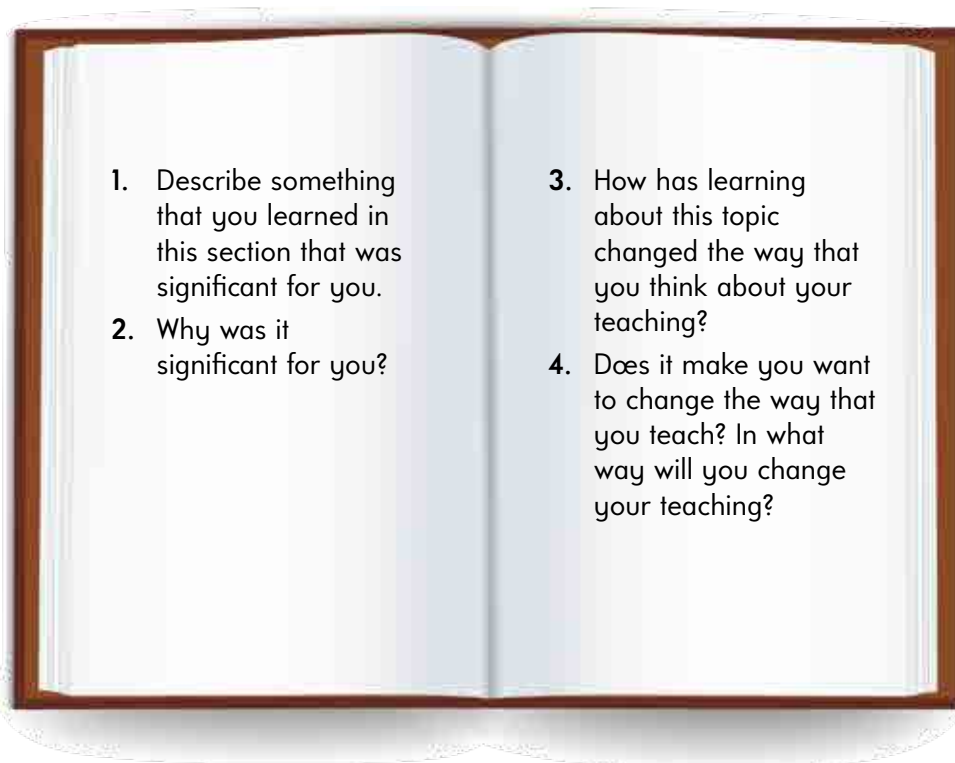 1. Describe something
that you learned in
this section that was
significant for you.
2. Why was it
significant for you?
3. How has learning
about this topic
changed the way that
you think about your
teaching?
4. Does it make you want
to change the way that
you teach? In what
way will you change
your teaching?